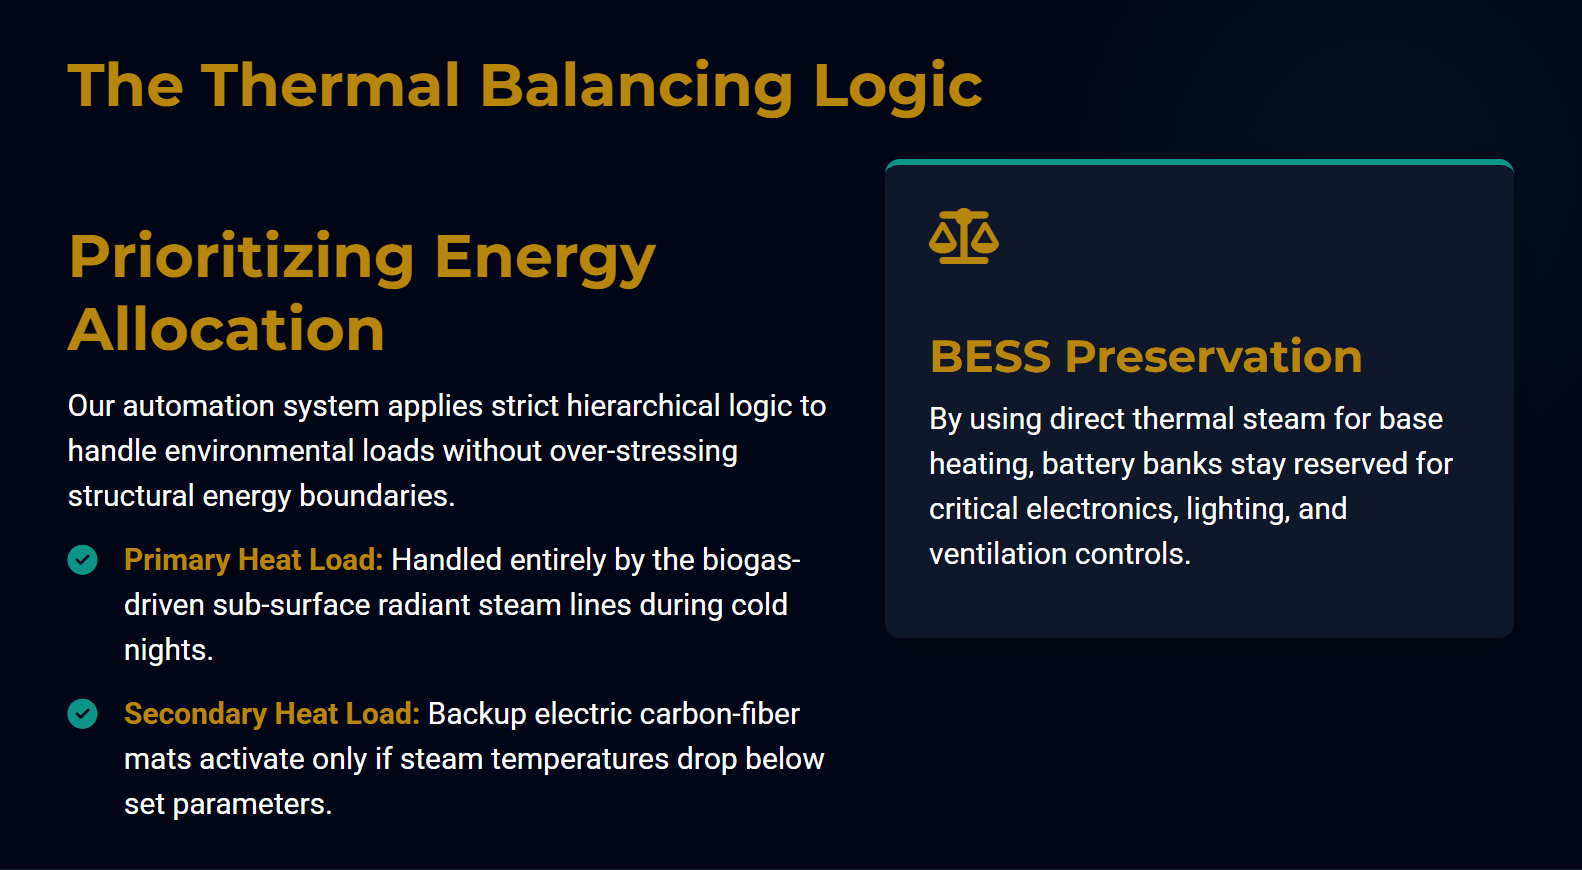 The Thermal Balancing Logic
Prioritizing Energy
Allocation
Our automation system applies strict hierarchical logic to
handle environmental loads without over-stressing
structural energy boundaries.
Primary Heat Load: Handled entirely by the biogas-
driven sub-surface radiant steam lines during cold
nights.
Secondary Heat Load: Backup electric carbon-fiber
mats activate only if steam temperatures drop below
set parameters.
BESS Preservation
By using direct thermal steam for base
heating, battery banks stay reserved for
critical electronics, lighting, and
ventilation controls.